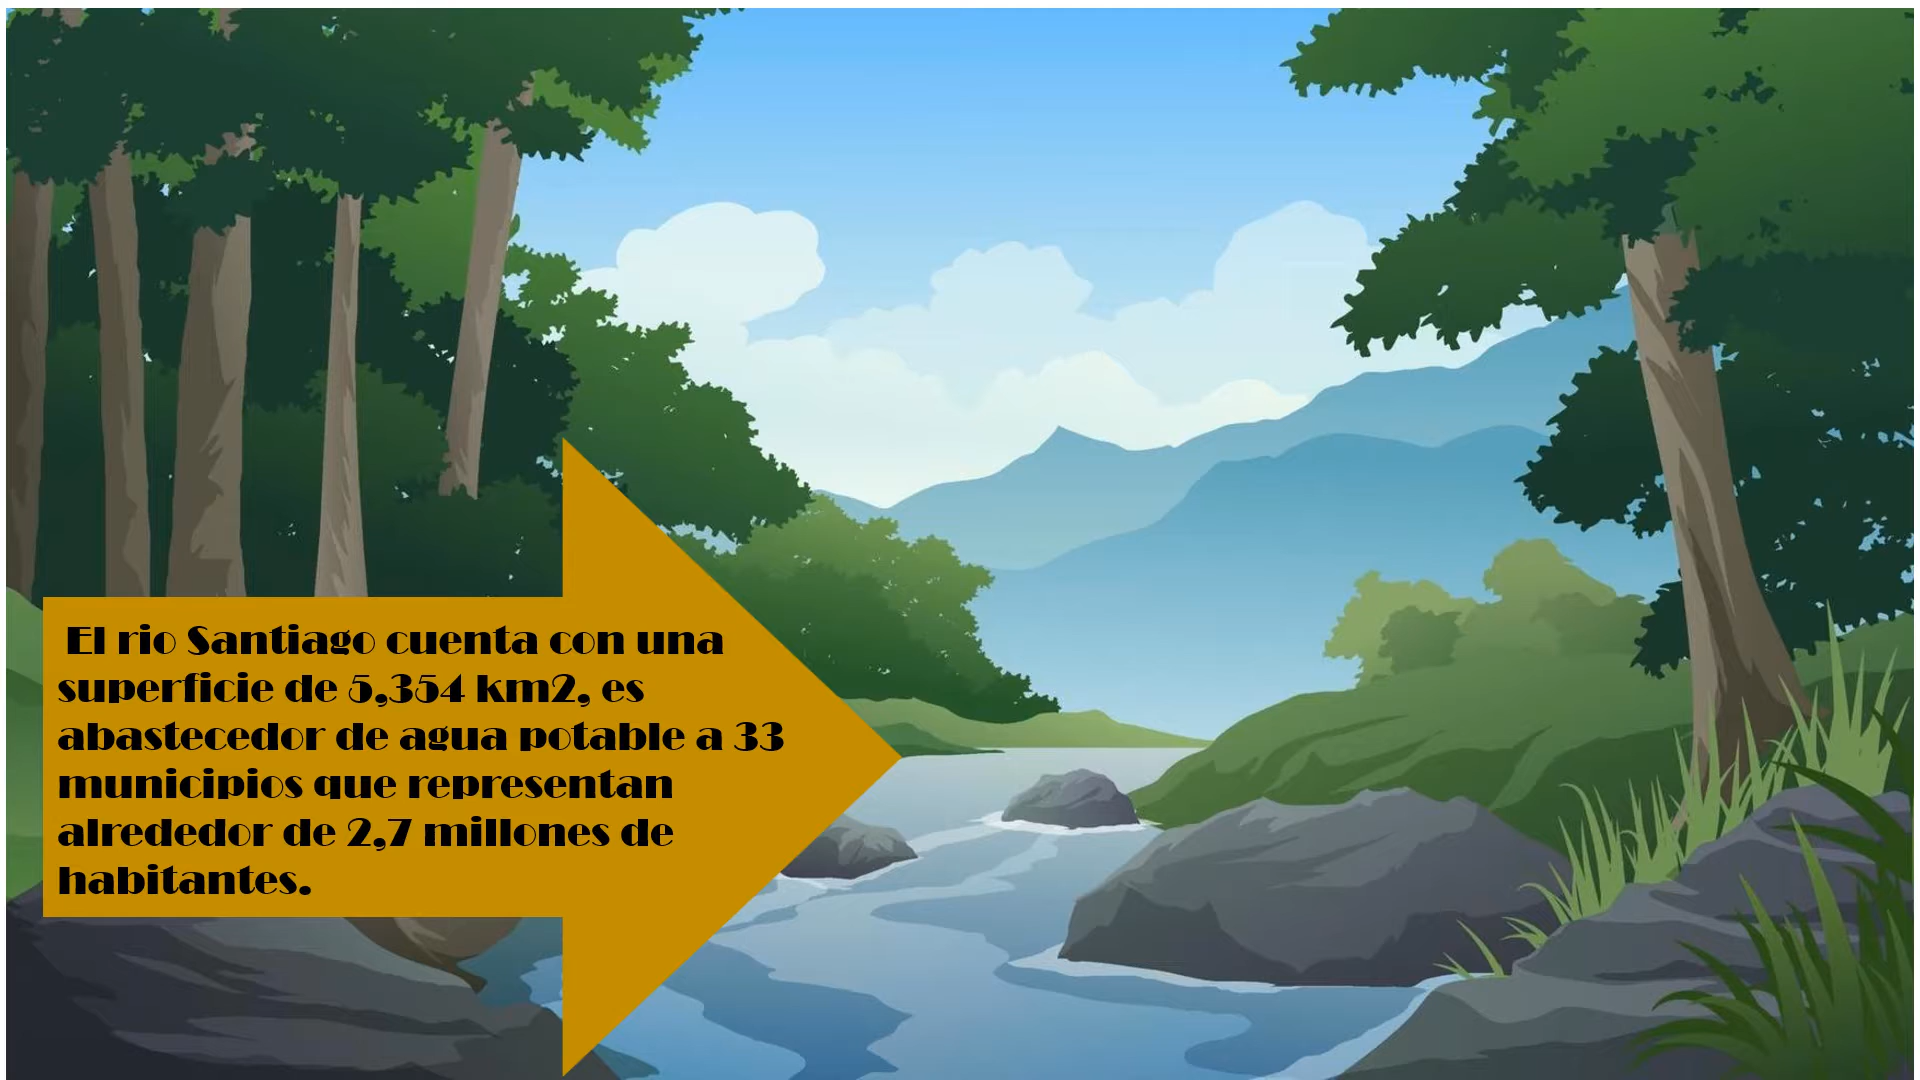 El rio Santiago cuenta con una
superficie de 5,354 km2, es
abastecedor de agua potable a 33
municipios que representan
alrededor de 2,7 millones de
habitantes.